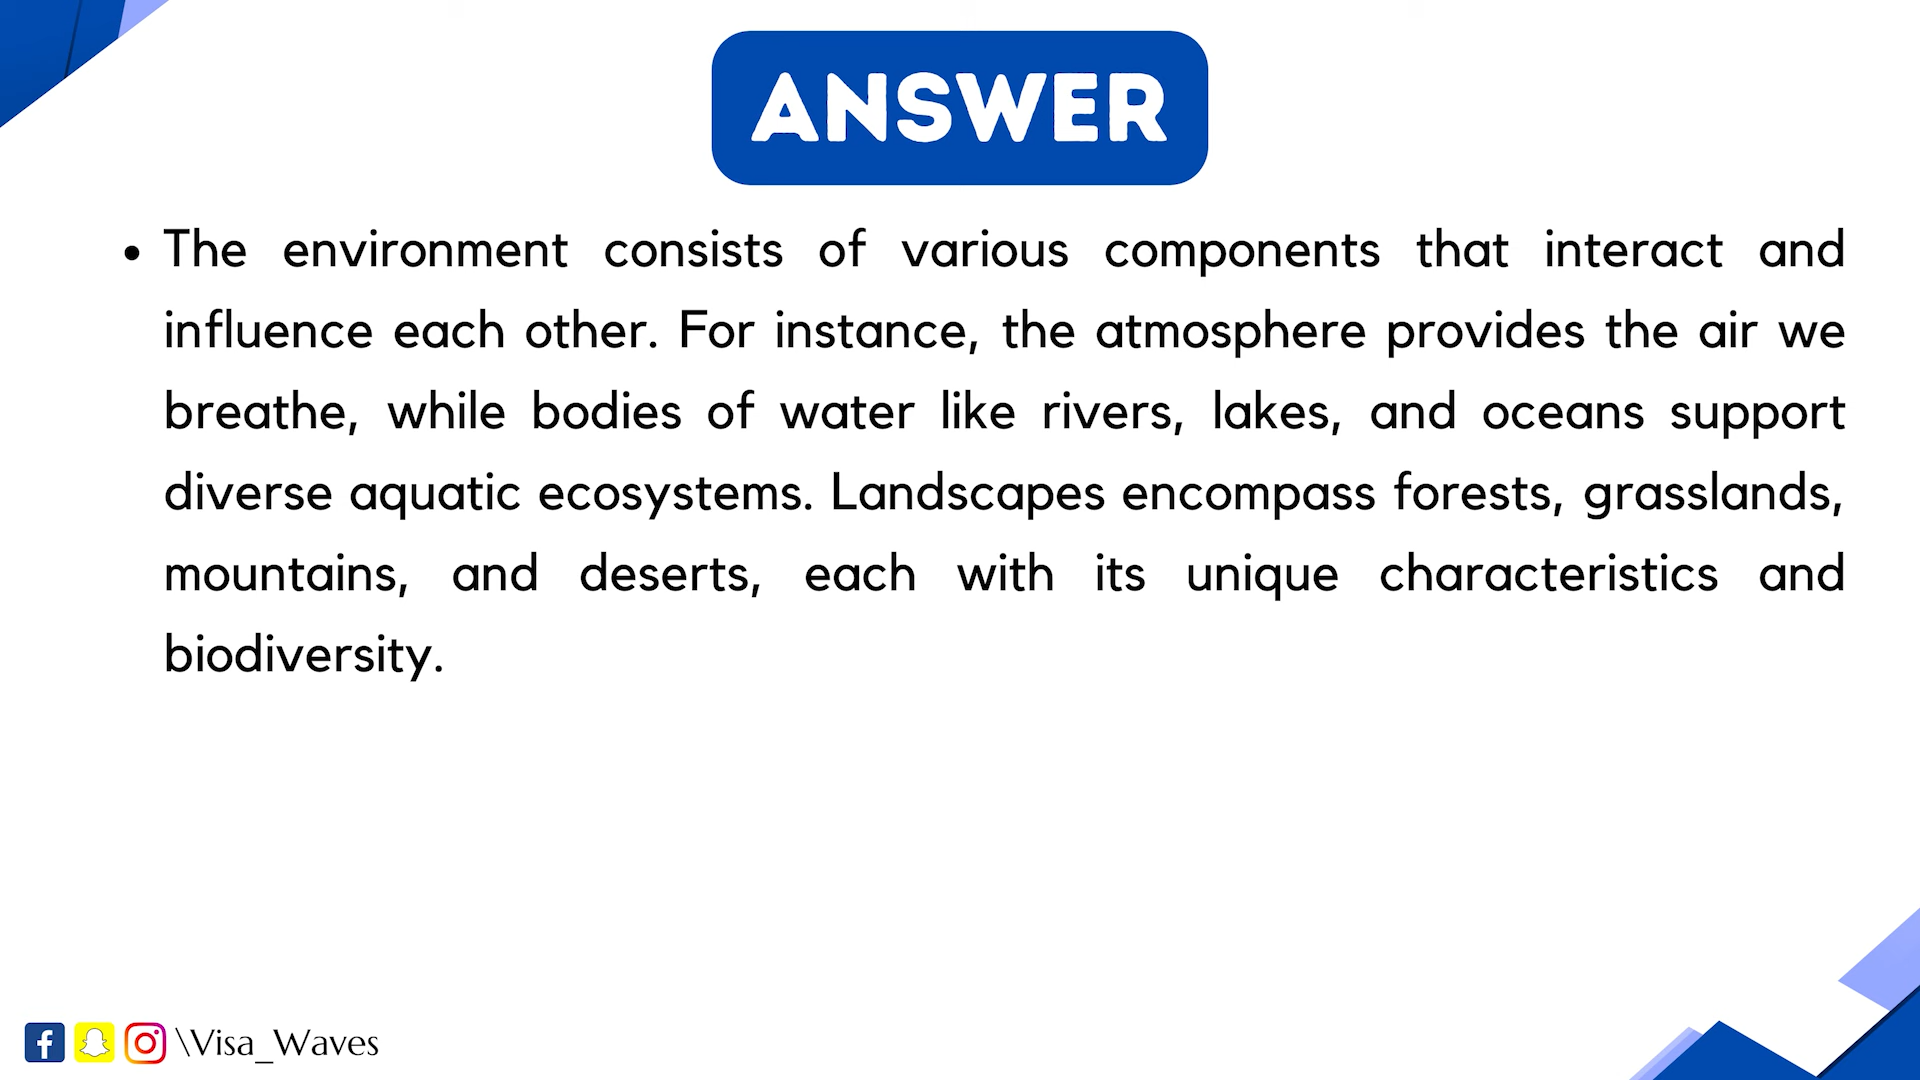 ANSWER
• The environment consists of various components that interact and
influence each other. For instance, the atmosphere provides the air we
breathe, while bodies of water like rivers, lakes, and oceans support
diverse aquatic ecosystems. Landscapes encompass forests, grasslands,
mountains, and deserts, each with its unique characteristics and
biodiversity.
\Visa_Waves